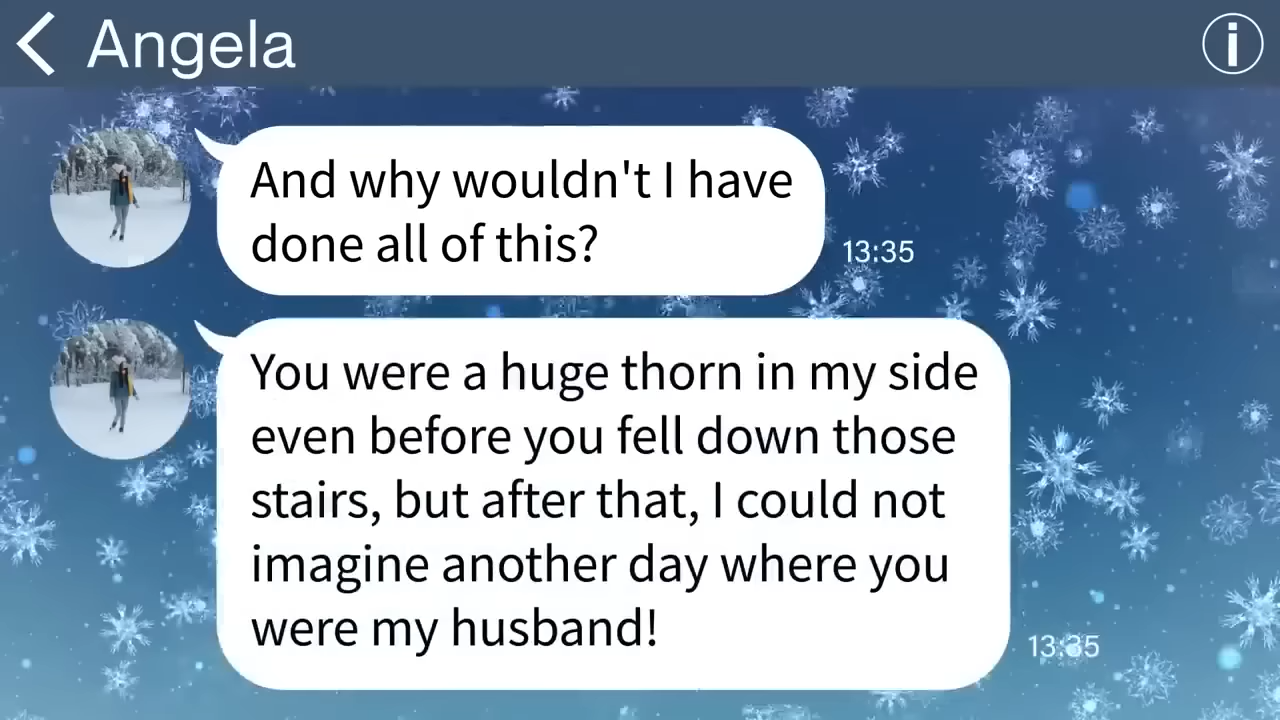 Angela
And why wouldn't I have
done all of this?
13:35
You were a huge thorn in my side
even before you fell down those
stairs, but after that, I could not
imagine another day where you
were my husband!
13:35